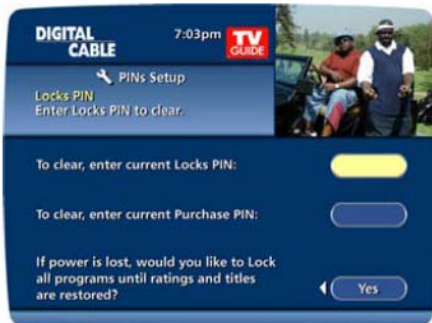 DIGITAL
CABLE
7:03pm
TV
GUIDE
PINs Setup
Locks PIN
Enter Locks PIN to clear.
To clear, enter current Locks PIN:
To clear, enter current Purchase PIN:
If power is lost, would you like to Lock
all programs until ratings and titles
are restored?
Yes